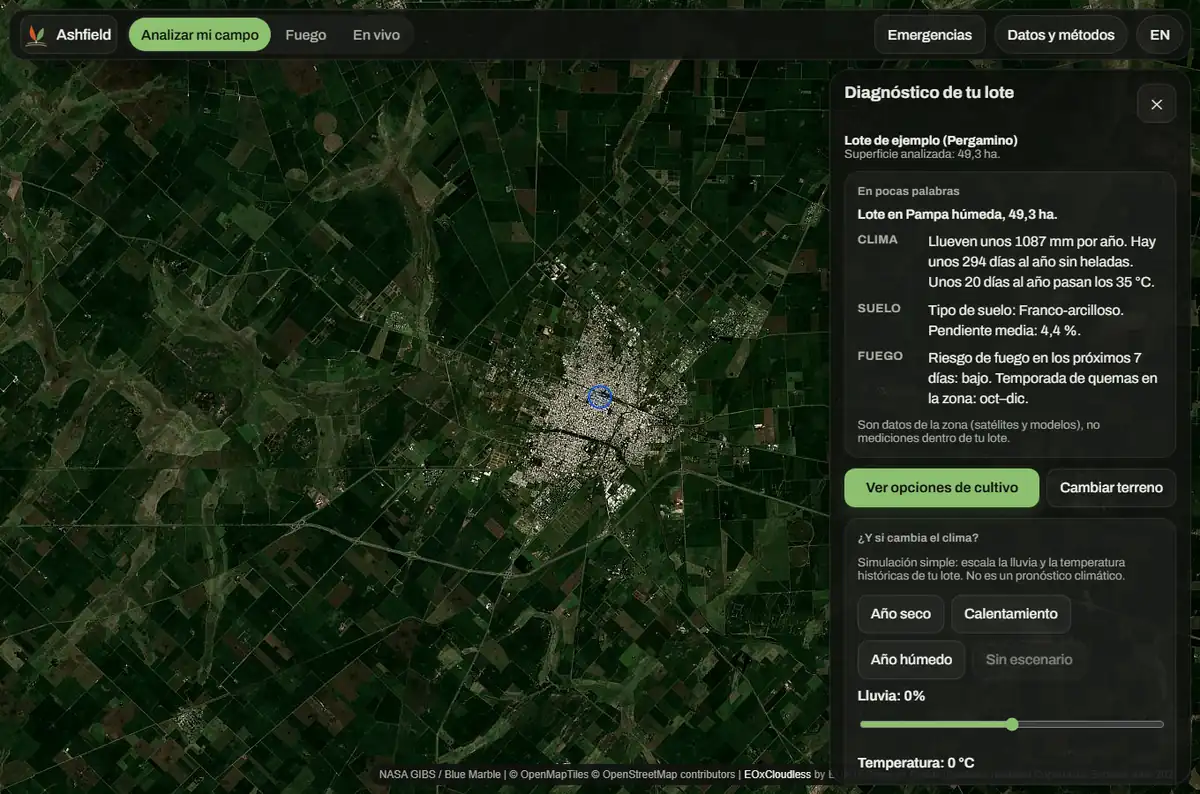 Ashfield
Analizar mi campo
Fuego
En vivo
Emergencias
Datos y métodos
EN
Diagnóstico de tu lote
Lote de ejemplo (Pergamino)
Superficie analizada: 49,3 ha.
En pocas palabras
Lote en Pampa húmeda, 49,3 ha.
CLIMA
Llueven unos 1087 mm por año. Hay
unos 294 días al año sin heladas.
Unos 20 días al año pasan los 35 °C.
SUELO
Tipo de suelo: Franco-arcilloso.
Pendiente media: 4,4 %.
FUEGO
Riesgo de fuego en los próximos 7
días: bajo. Temporada de quemas en
la zona: oct–dic.
Son datos de la zona (satélites y modelos), no
mediciones dentro de tu lote.
Ver opciones de cultivo
Cambiar terreno
¿Y si cambia el clima?
Simulación simple: escala la lluvia y la temperatura
históricas de tu lote. No es un pronóstico climático.
Año seco
Calentamiento
Año húmedo
Sin escenario
Lluvia: 0%
Temperatura: 0 °C
NASA GIBS / Blue Marble | © OpenMapTiles © OpenStreetMap contributors | EOxCloudless by